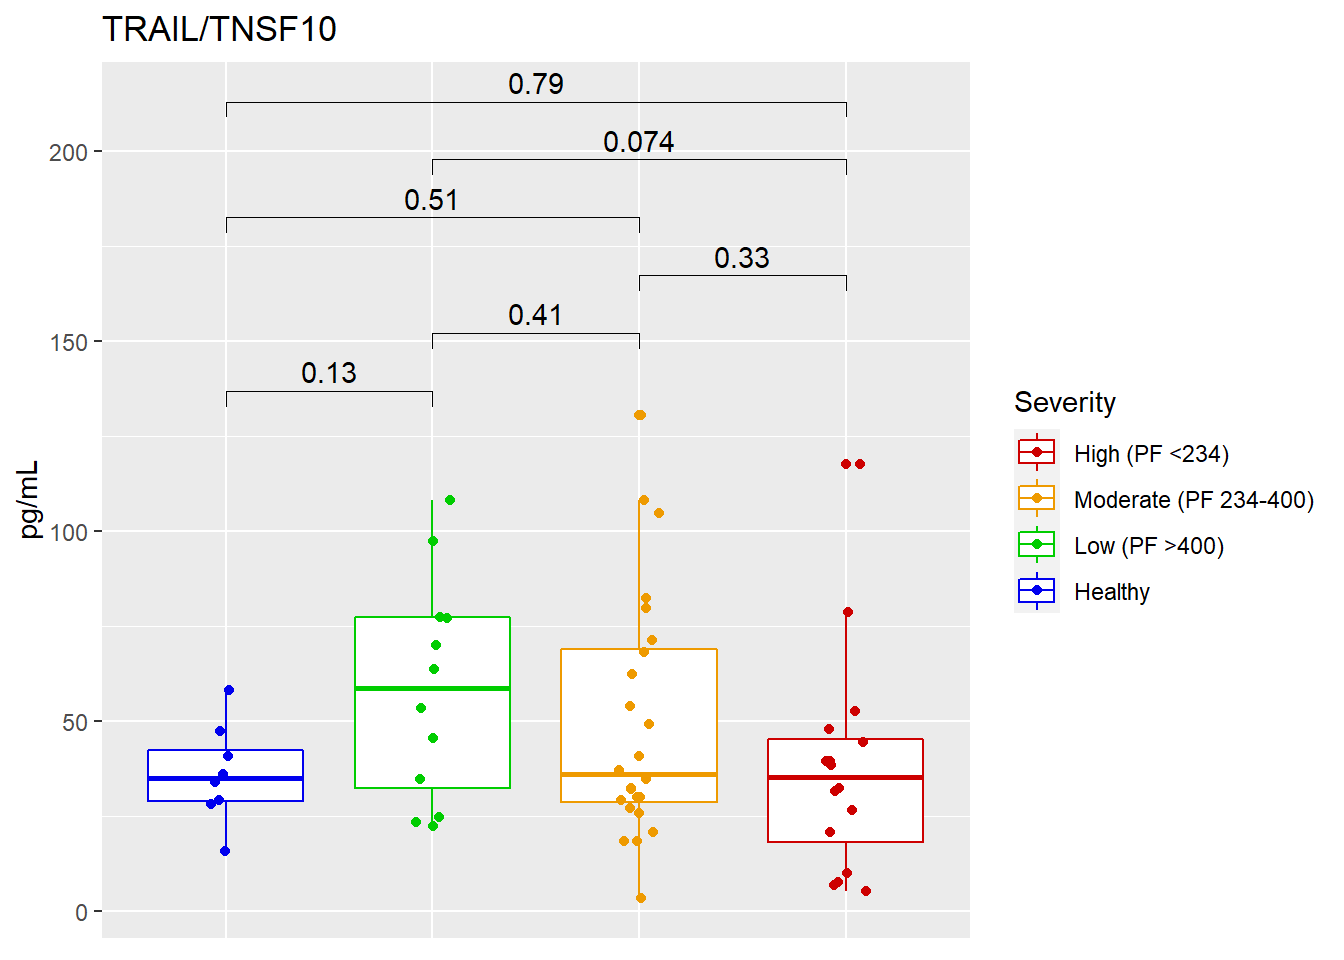 TRAIL/TNSF10
0.79
0.074
0.51
0.33
0.41
0.13
200
150
100
50
0
pg/mL
Severity
High (PF <234)
Moderate (PF 234-400)
Low (PF >400)
Healthy